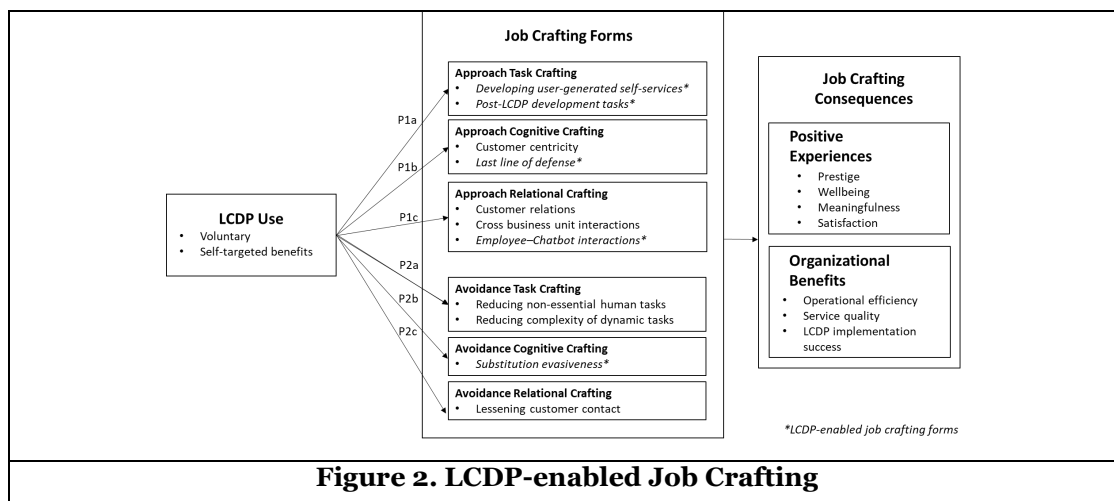 Job Crafting Forms
Approach Task Crafting
• Developing user-generated self-services*
• Post-LCDP development tasks*
Approach Cognitive Crafting
• Customer centricity
• Last line of defense*
Approach Relational Crafting
• Customer relations
• Cross business unit interactions
• Employee–Chatbot interactions*
Avoidance Task Crafting
• Reducing non-essential human tasks
• Reducing complexity of dynamic tasks
Avoidance Cognitive Crafting
• Substitution evasiveness*
Avoidance Relational Crafting
• Lessening customer contact
P1a
P1b
P1c
P2a
P2b
P2c
LCDP Use
• Voluntary
• Self-targeted benefits
Job Crafting
Consequences
Positive
Experiences
• Prestige
• Wellbeing
• Meaningfulness
• Satisfaction
Organizational
Benefits
• Operational efficiency
• Service quality
• LCDP implementation
success
*LCDP-enabled job crafting forms
Figure 2. LCDP-enabled Job Crafting